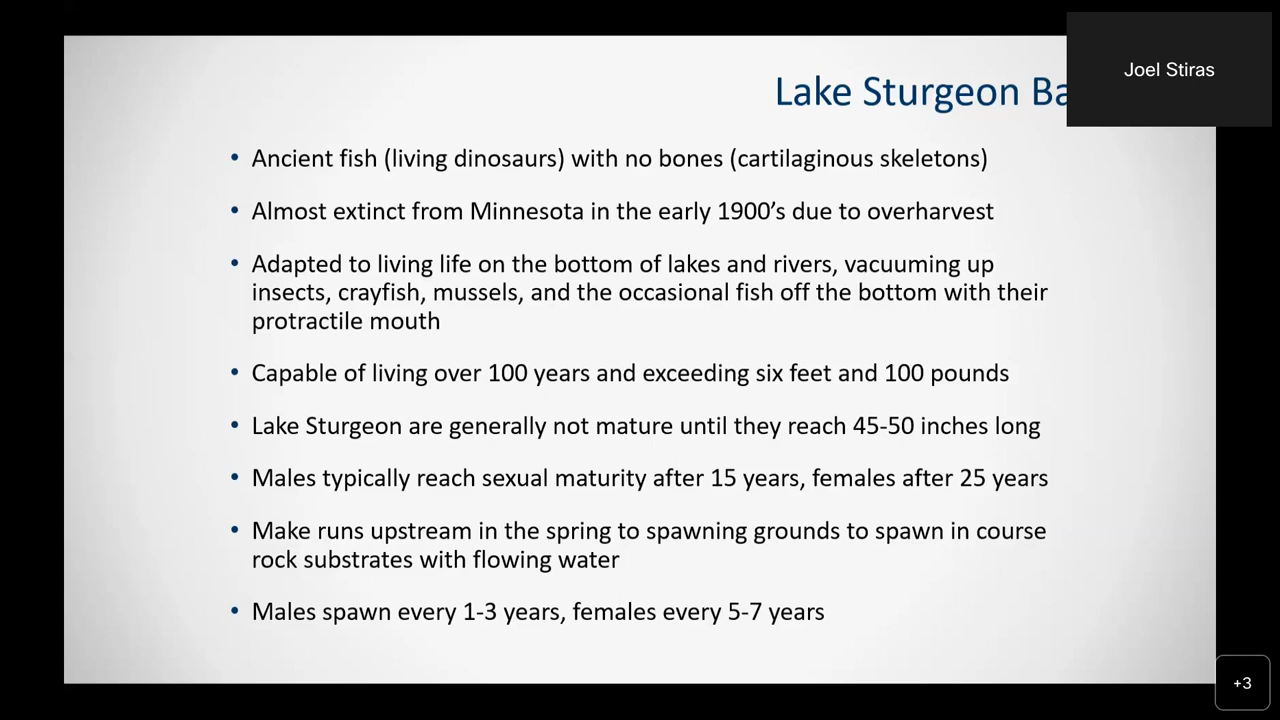 Joel Stiras
Lake Sturgeon
• Ancient fish (living dinosaurs) with no bones (cartilaginous skeletons)
• Almost extinct from Minnesota in the early 1900’s due to overharvest
• Adapted to living life on the bottom of lakes and rivers, vacuuming up
insects, crayfish, mussels, and the occasional fish off the bottom with their
protractile mouth
• Capable of living over 100 years and exceeding six feet and 100 pounds
• Lake Sturgeon are generally not mature until they reach 45-50 inches long
• Males typically reach sexual maturity after 15 years, females after 25 years
• Make runs upstream in the spring to spawning grounds to spawn in course
rock substrates with flowing water
• Males spawn every 1-3 years, females every 5-7 years
+3